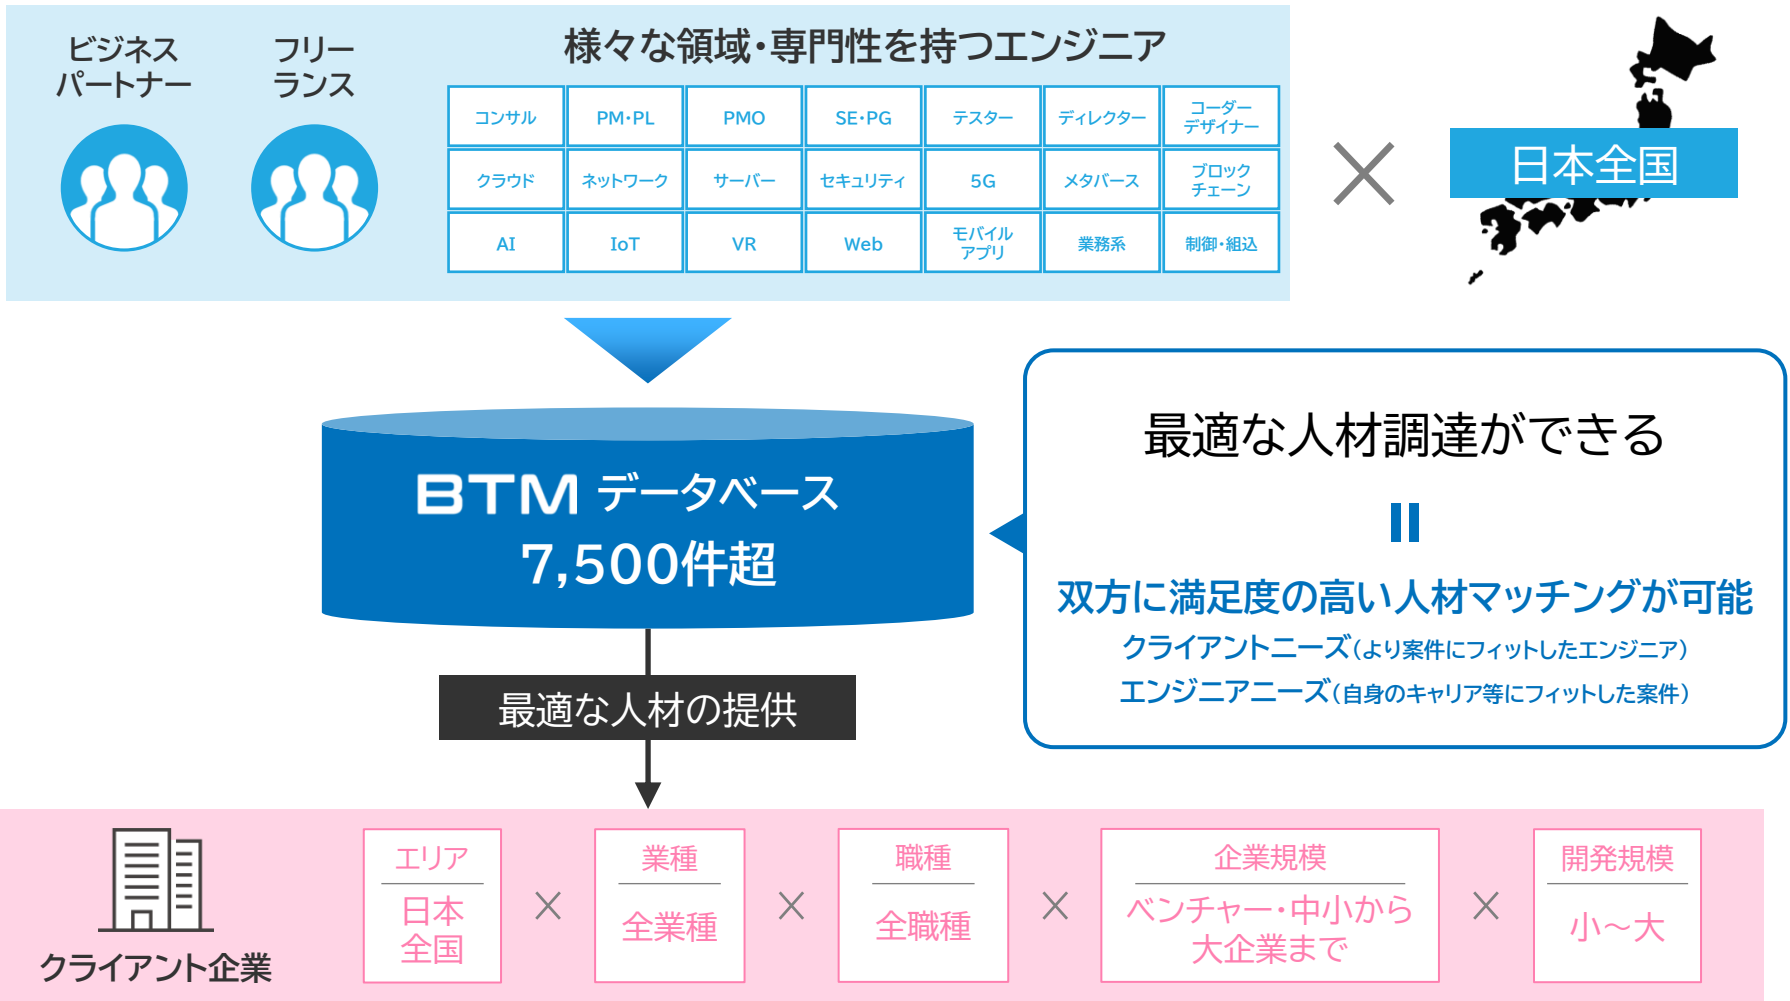 ビジネス
パートナー
フリー
ランス
様々な領域・専門性を持つエンジニア
コンサル
PM・PL
PMO
SE・PG
テスター
ディレクター
コーダー
デザイナー
クラウド
ネットワーク
サーバー
セキュリティ
5G
メタバース
ブロック
チェーン
AI
IoT
VR
Web
モバイル
アプリ
業務系
制御・組込
×
日本全国
BTM データベース
7,500件超
最適な人材調達ができる
双方に満足度の高い人材マッチングが可能
クライアントニーズ(より案件にフィットしたエンジニア)
エンジニアニーズ(自身のキャリア等にフィットした案件)
最適な人材の提供
クライアント企業
エリア
日本
全国
×
業種
全業種
×
職種
全職種
×
企業規模
ベンチャー・中小から
大企業まで
×
開発規模
小～大